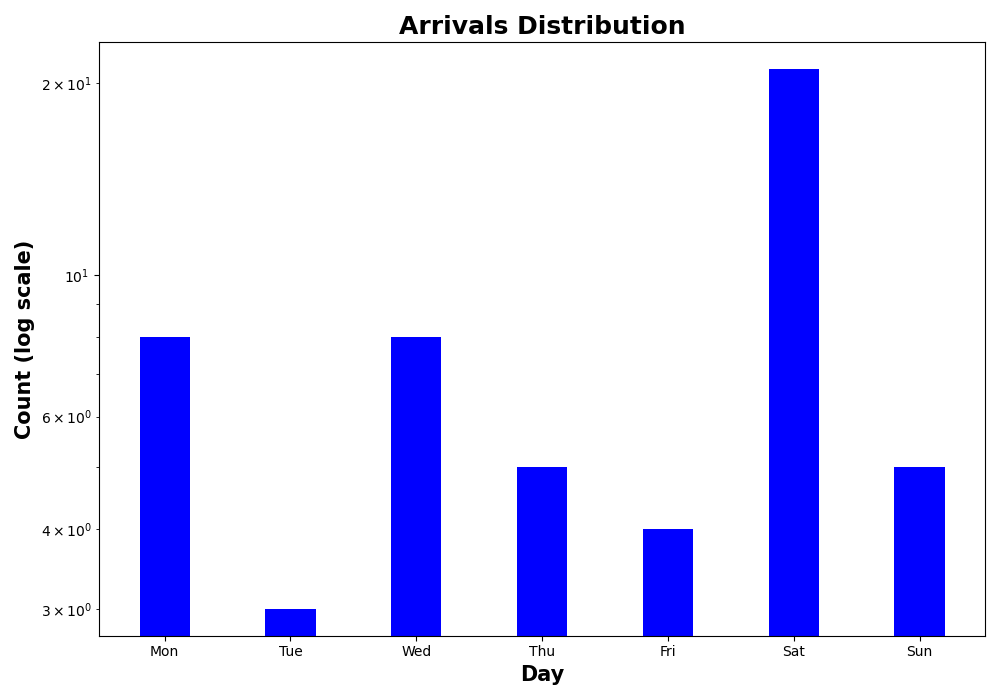 Arrivals Distribution
Count (log scale)
2 × 10¹
10¹
6 × 10⁰
4 × 10⁰
3 × 10⁰
Mon Tue Wed Thu Fri Sat Sun
Day